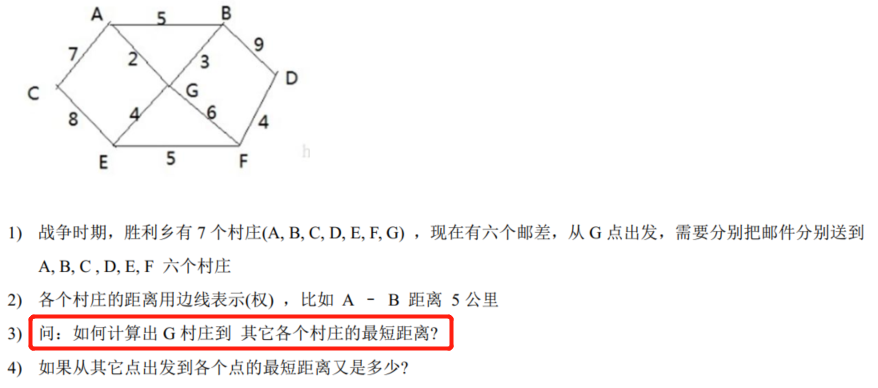 A 5 B
7 2 3 9
C G D
8 4 6 4
E 5 F
h
1) 战争时期，胜利乡有 7 个村庄(A, B, C, D, E, F, G) ，现在有六个邮差，从 G 点出发，需要分别把邮件分别送到
A, B, C , D, E, F 六个村庄
2) 各个村庄的距离用边线表示(权) ，比如 A – B 距离 5 公里
3) 问：如何计算出 G 村庄到 其它各个村庄的最短距离?
4) 如果从其它点出发到各个点的最短距离又是多少?